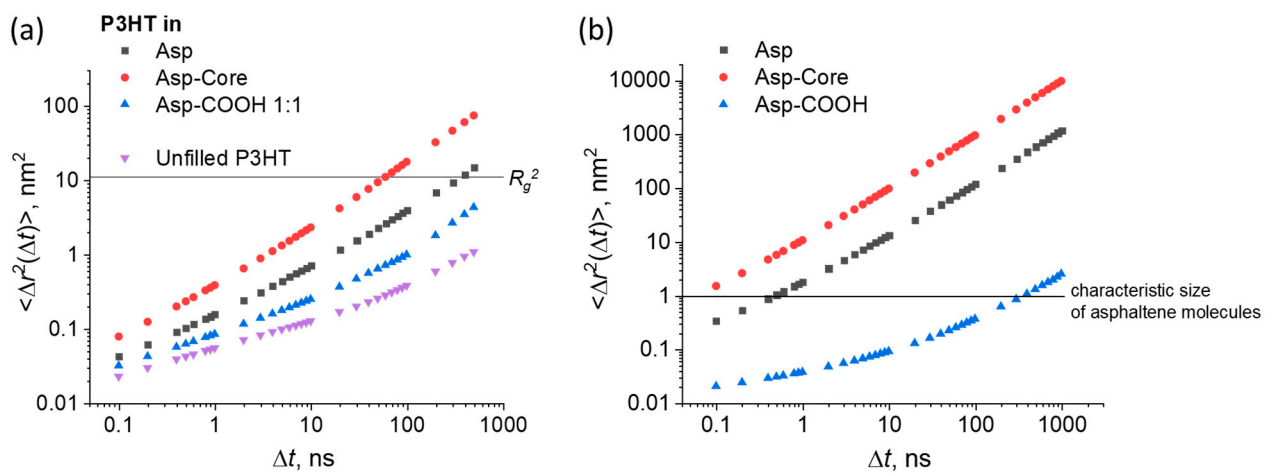 (a)
P3HT in
Asp
Asp-Core
Asp-COOH 1:1
Unfilled P3HT
<Δr²(Δt)>, nm²
100
10
1
0.1
0.01
R_g²
0.1 1 10 100 1000
Δt, ns
(b)
Asp
Asp-Core
Asp-COOH
<Δr²(Δt)>, nm²
10000
1000
100
10
1
0.1
0.01
characteristic size
of asphaltene molecules
0.1 1 10 100 1000
Δt, ns